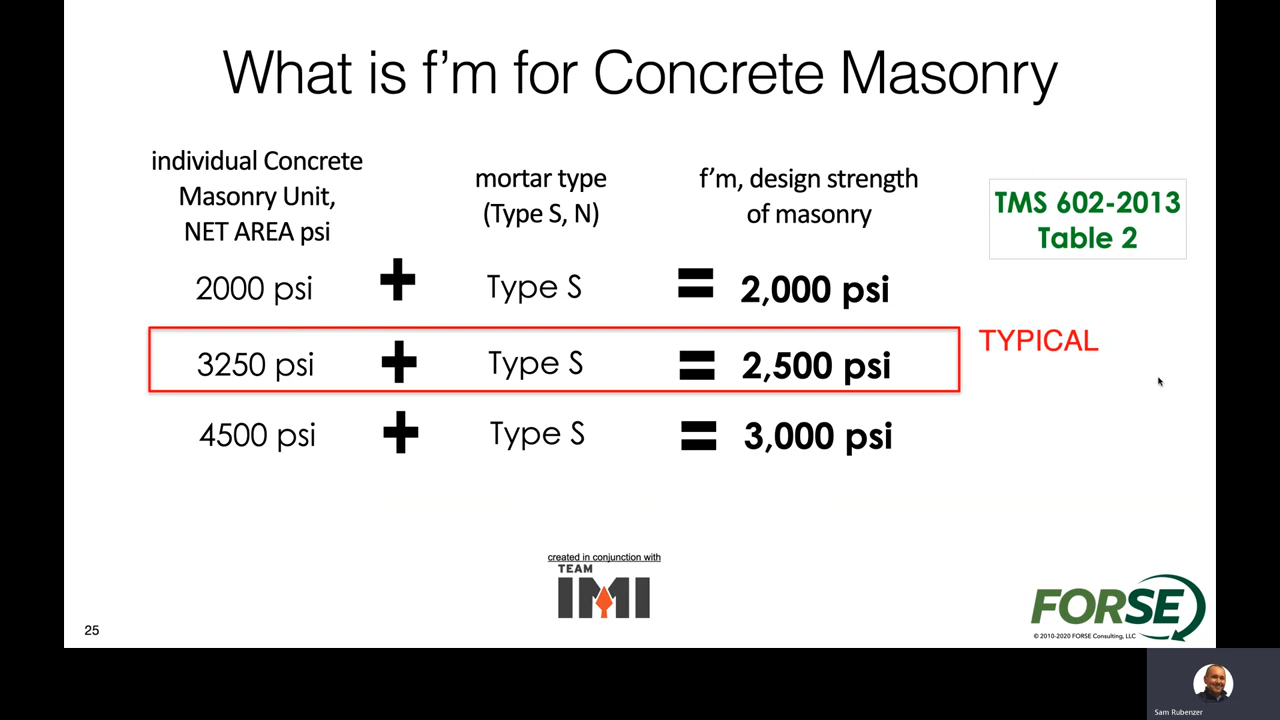 What is f'm for Concrete Masonry
individual Concrete
Masonry Unit,
NET AREA psi
mortar type
(Type S, N)
f'm, design strength
of masonry
TMS 602-2013
Table 2
2000 psi + Type S = 2,000 psi
3250 psi + Type S = 2,500 psi
TYPICAL
4500 psi + Type S = 3,000 psi
created in conjunction with
TEAM
IMI
FORSE
© 2010-2020 FORSE Consulting, LLC
25
Sam Rubenzer